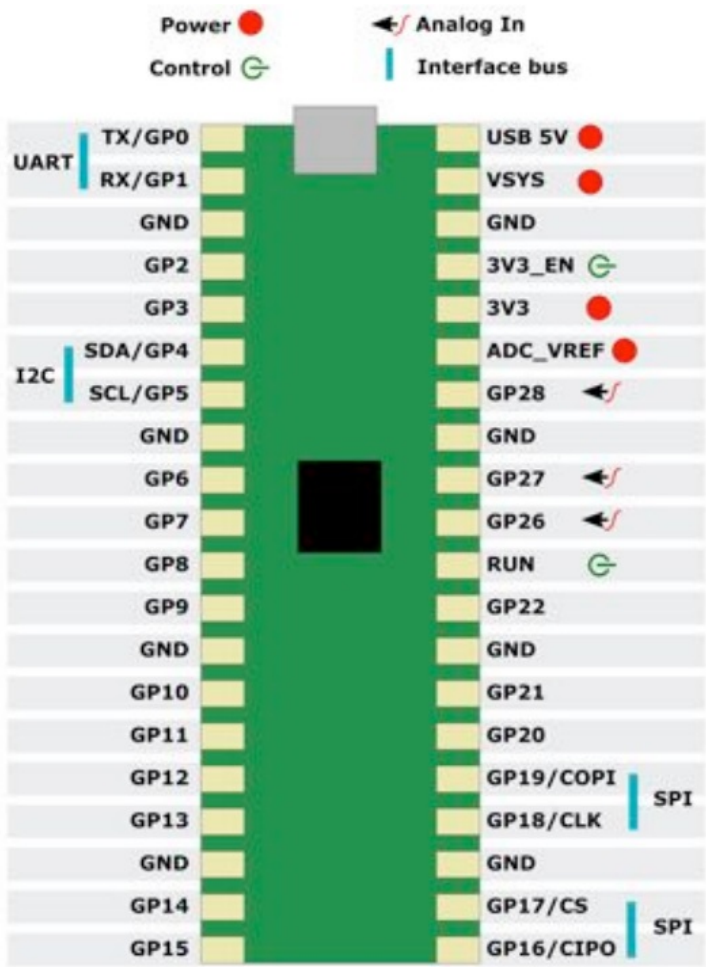 Power Analog In
Control Interface bus
TX/GP0 USB 5V
UART
RX/GP1 VSYS
GND GND
GP2 3V3_EN
GP3 3V3
SDA/GP4 ADC_VREF
I2C
SCL/GP5 GP28
GND GND
GP6 GP27
GP7 GP26
GP8 RUN
GP9 GP22
GND GND
GP10 GP21
GP11 GP20
GP12 GP19/COPI
SPI
GP13 GP18/CLK
GND GND
GP14 GP17/CS
SPI
GP15 GP16/CIPO